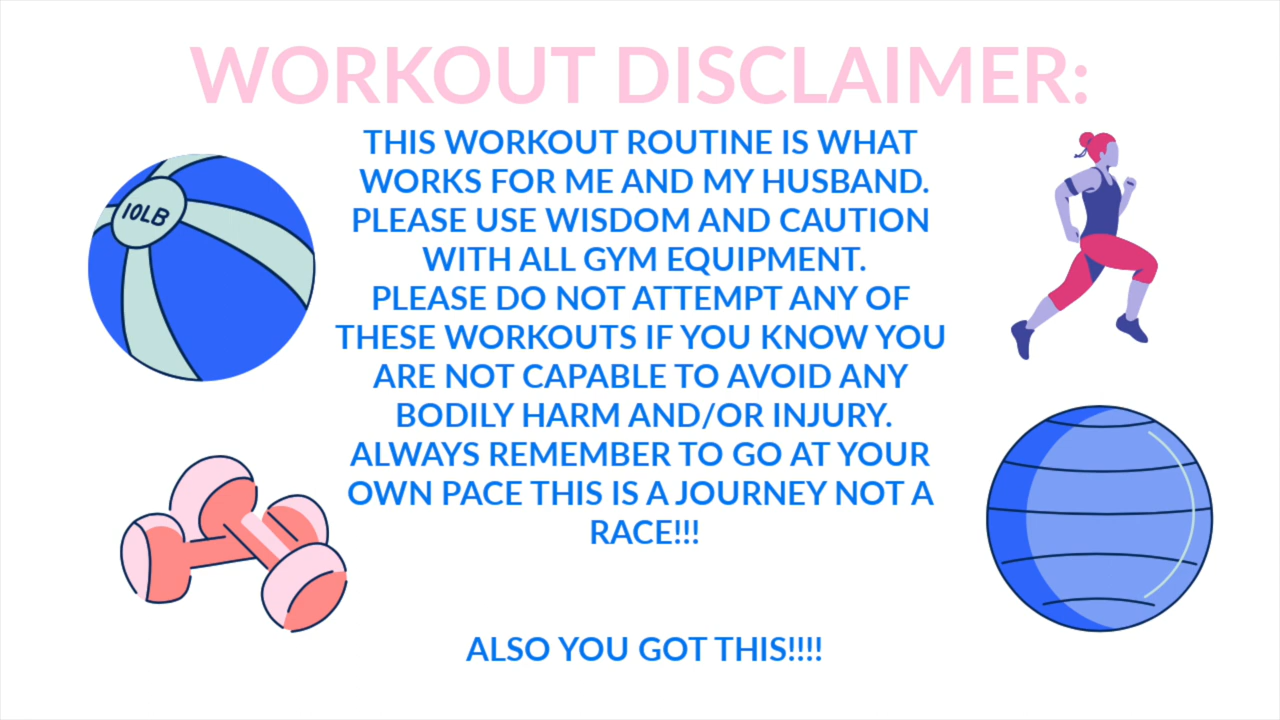 WORKOUT DISCLAIMER:
THIS WORKOUT ROUTINE IS WHAT
WORKS FOR ME AND MY HUSBAND.
PLEASE USE WISDOM AND CAUTION
WITH ALL GYM EQUIPMENT.
PLEASE DO NOT ATTEMPT ANY OF
THESE WORKOUTS IF YOU KNOW YOU
ARE NOT CAPABLE TO AVOID ANY
BODILY HARM AND/OR INJURY.
ALWAYS REMEMBER TO GO AT YOUR
OWN PACE THIS IS A JOURNEY NOT A
RACE!!!
ALSO YOU GOT THIS!!!!
10LB